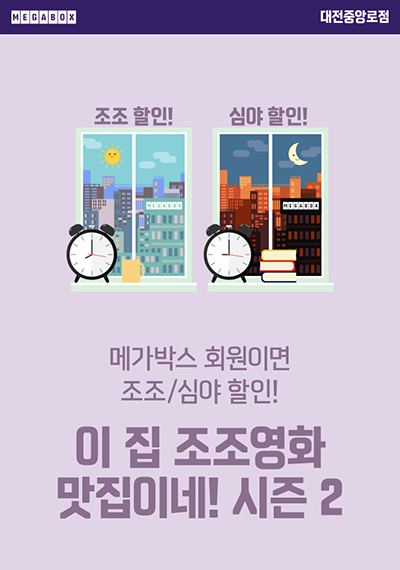 MEGABOX
대전중앙로점
조조 할인!
심야 할인!
MEGABOX
MEGABOX
메가박스 회원이면
조조/심야 할인!
이 집 조조영화
맛집이네! 시즌 2